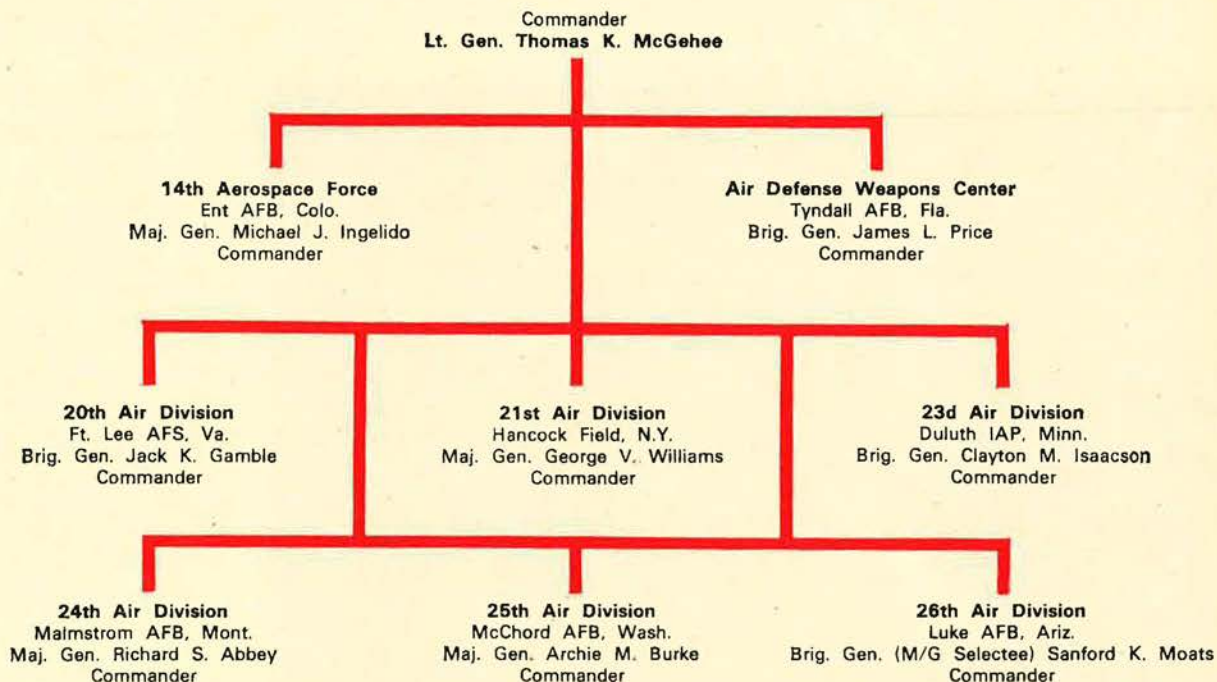 Commander
Lt. Gen. Thomas K. McGehee
14th Aerospace Force
Ent AFB, Colo.
Maj. Gen. Michael J. Ingelido
Commander
Air Defense Weapons Center
Tyndall AFB, Fla.
Brig. Gen. James L. Price
Commander
20th Air Division
Ft. Lee AFS, Va.
Brig. Gen. Jack K. Gamble
Commander
21st Air Division
Hancock Field, N.Y.
Maj. Gen. George V. Williams
Commander
23d Air Division
Duluth IAP, Minn.
Brig. Gen. Clayton M. Isaacson
Commander
24th Air Division
Malmstrom AFB, Mont.
Maj. Gen. Richard S. Abbey
Commander
25th Air Division
McChord AFB, Wash.
Maj. Gen. Archie M. Burke
Commander
26th Air Division
Luke AFB, Ariz.
Brig. Gen. (M/G Selectee) Sanford K. Moats
Commander